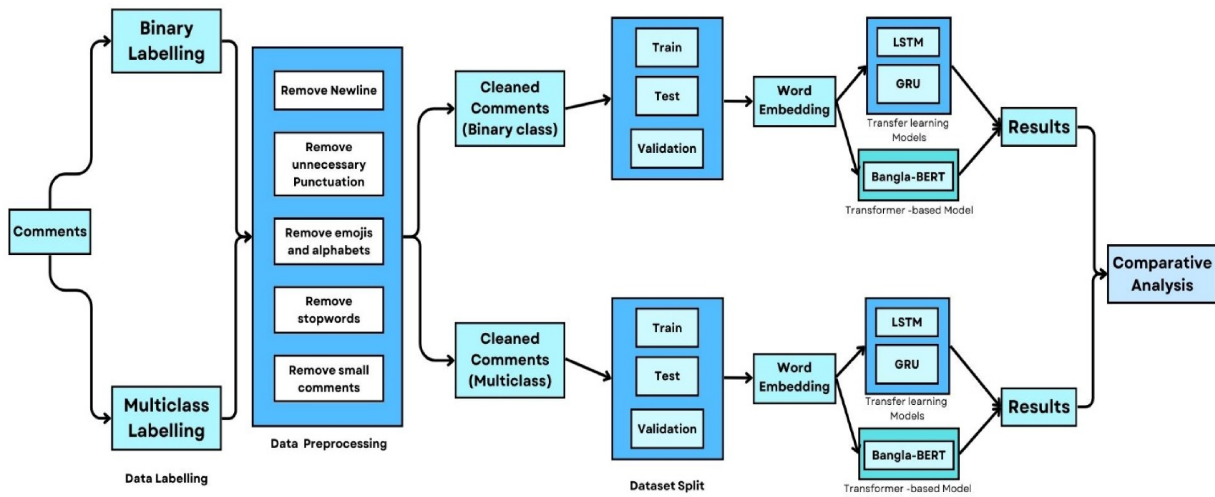 Comments
Binary
Labelling
Multiclass
Labelling
Data Labelling
Remove Newline
Remove
unnecessary
Punctuation
Remove emojis
and alphabets
Remove
stopwords
Remove small
comments
Data Preprocessing
Cleaned
Comments
(Binary class)
Train
Test
Validation
Word
Embedding
LSTM
GRU
Transfer learning
Models
Bangla-BERT
Transformer -based Model
Results
Cleaned
Comments
(Multiclass)
Train
Test
Validation
Dataset Split
Word
Embedding
LSTM
GRU
Transfer learning
Models
Bangla-BERT
Transformer -based Model
Results
Comparative
Analysis